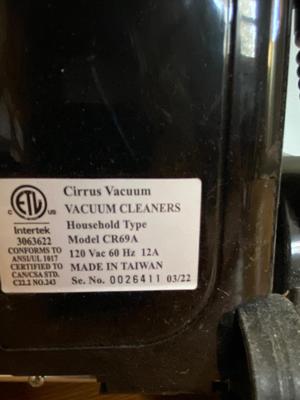 ETL
C US
Intertek
3063622
CONFORMS TO
ANSI/UL 1017
CERTIFIED TO
CAN/CSA STD.
C22.2 NO.243
Cirrus Vacuum
VACUUM CLEANERS
Household Type
Model CR69A
120 Vac 60 Hz 12A
MADE IN TAIWAN
Se. No. 0026411 03/22